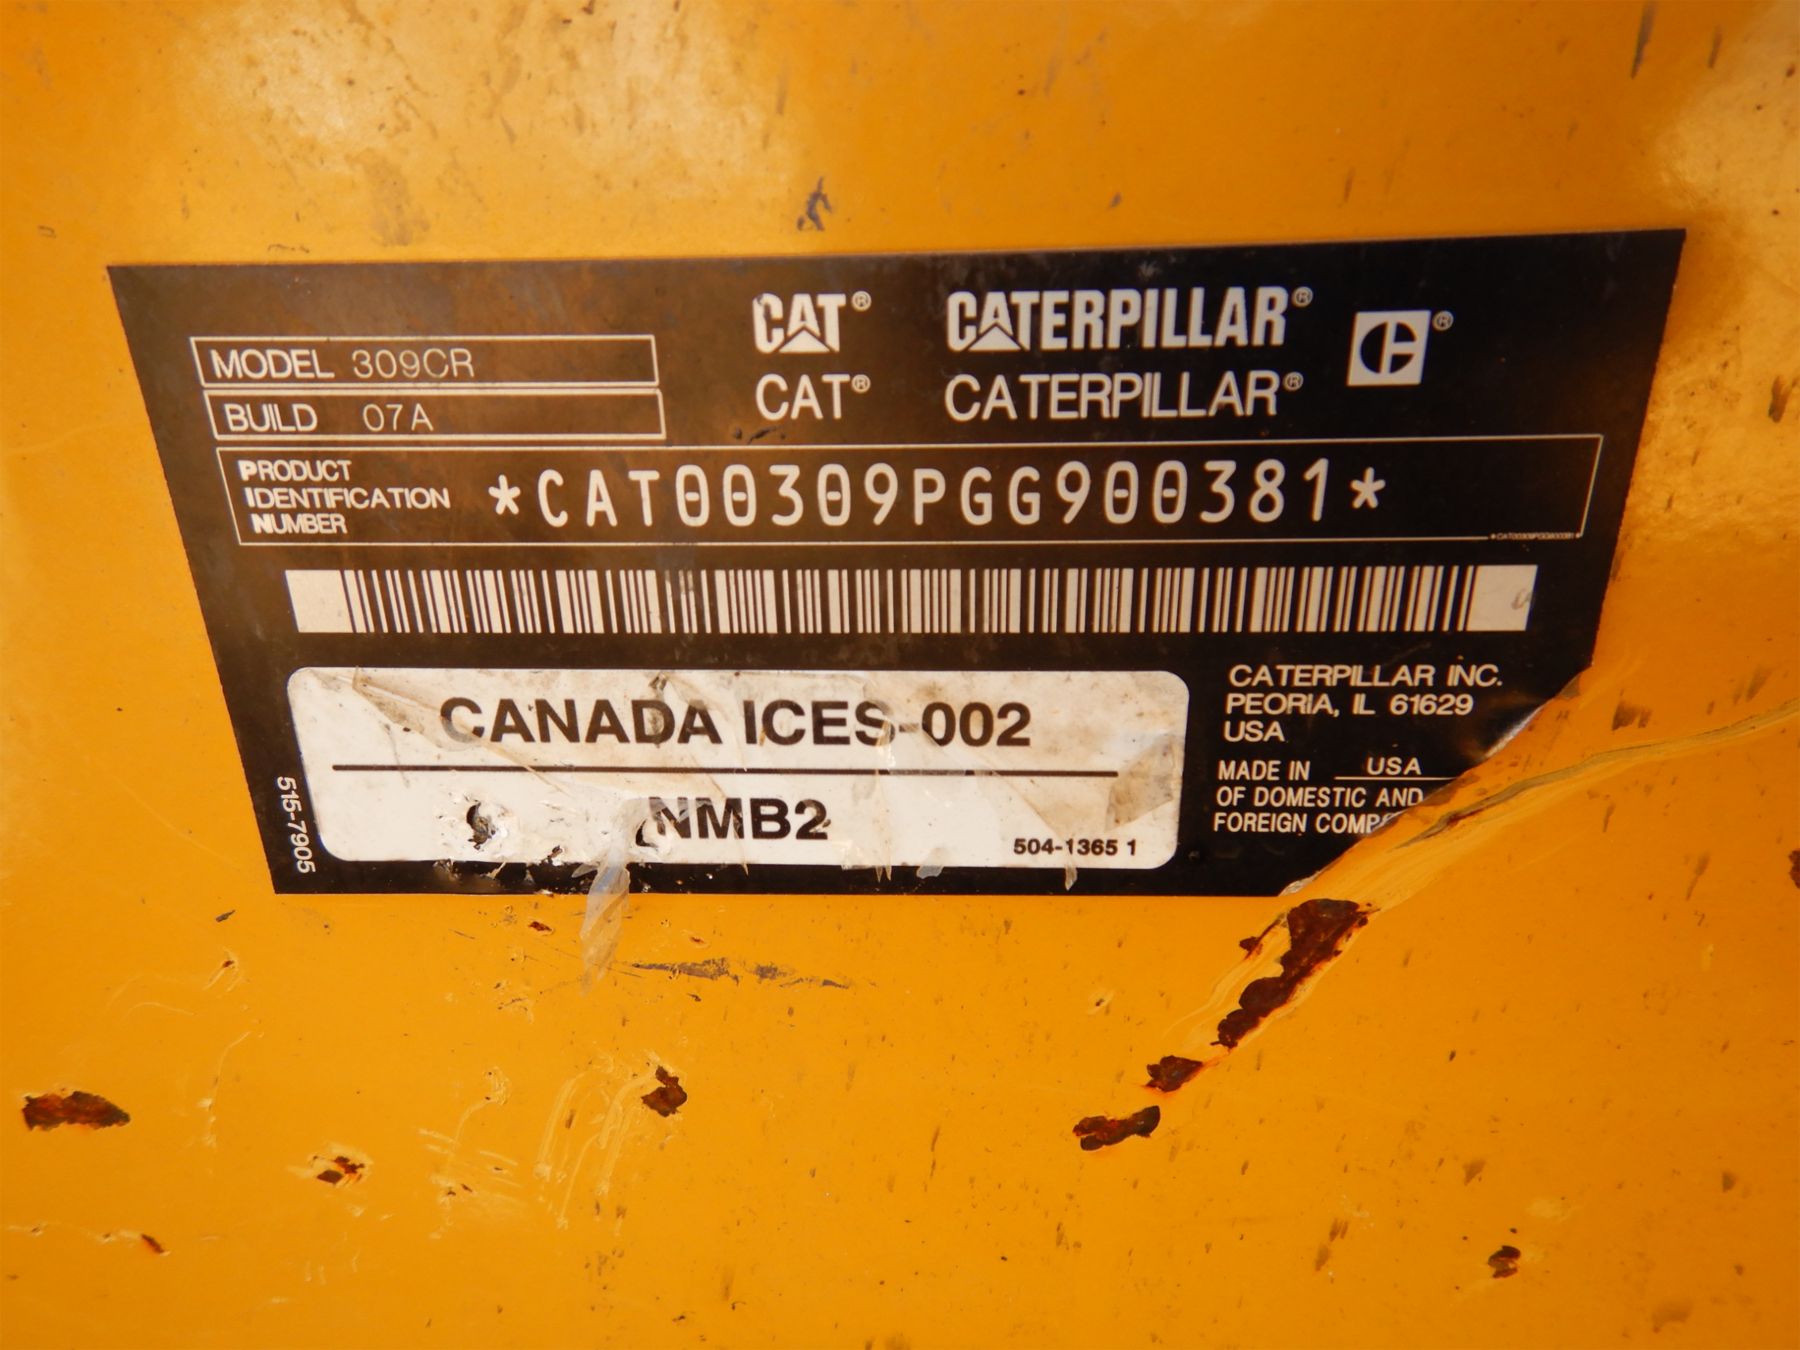 CAT® CATERPILLAR® C®
CAT® CATERPILLAR®
MODEL 309CR
BUILD 07A
PRODUCT
IDENTIFICATION
NUMBER
*CAT00309PGG900381*
*CAT00309PGG900381*
CANADA ICES-002
NMB2
504-1365 1
515-7905
CATERPILLAR INC.
PEORIA, IL 61629
USA
MADE IN USA
OF DOMESTIC AND
FOREIGN